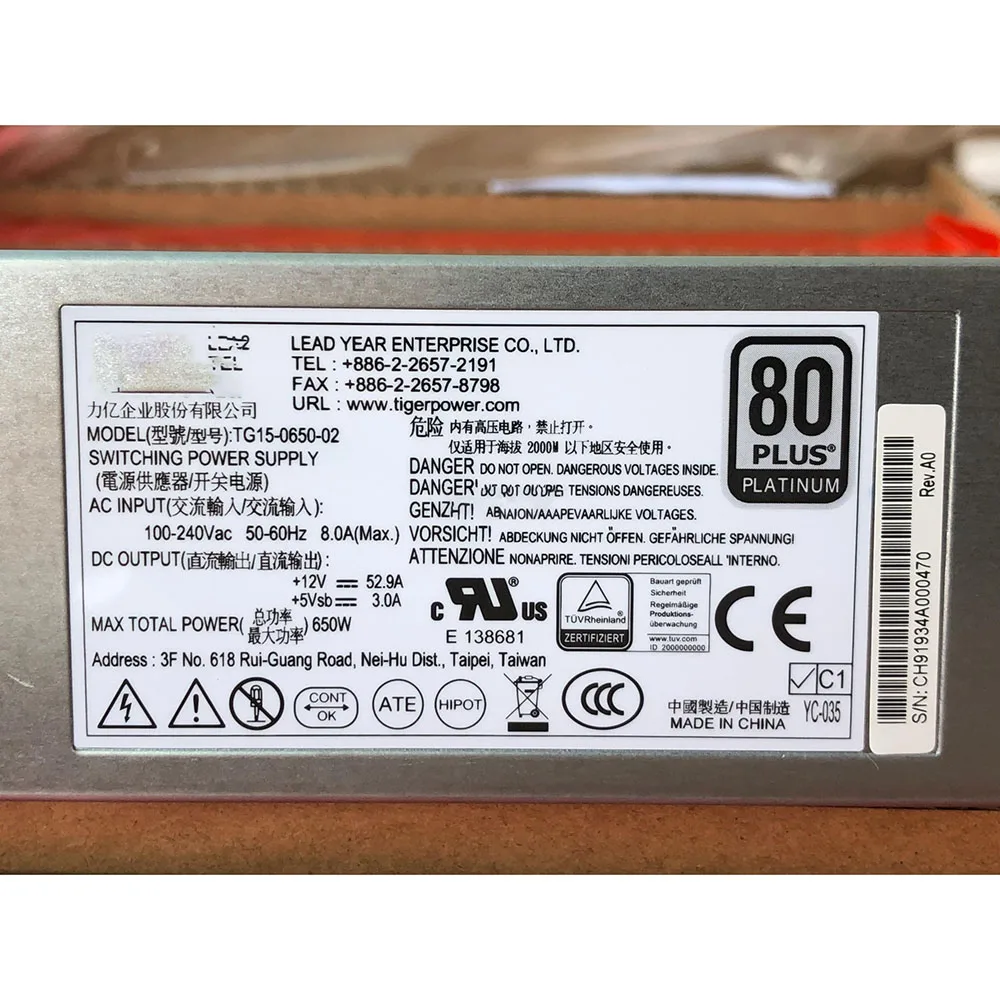 LEAD YEAR ENTERPRISE CO., LTD.
TEL : +886-2-2657-2191
FAX : +886-2-2657-8798
URL : www.tigerpower.com
力亿企业股份有限公司
MODEL(型號/型号):TG15-0650-02
SWITCHING POWER SUPPLY
(電源供應器/开关电源)
AC INPUT(交流輸入/交流输入):
100-240Vac 50-60Hz 8.0A(Max.)
DC OUTPUT(直流輸出/直流输出):
+12V 52.9A
+5Vsb 3.0A
MAX TOTAL POWER(总功率 最大功率) 650W
Address : 3F No. 618 Rui-Guang Road, Nei-Hu Dist., Taipei, Taiwan
危险 内有高压电路,禁止打开。
仅适用于海拔 2000M 以下地区安全使用。
DANGER DO NOT OPEN. DANGEROUS VOLTAGES INSIDE.
DANGER TENSIONS DANGEREUSES.
VOLTAGES.
VORSICHT! ABDECKUNG NICHT ÖFFEN. GEFÄHRLICHE SPANNUNGI
ATTENZIONE NONAPRIRE. TENSIONI PERICOLOSEALL 'INTERNO.
80
PLUS®
PLATINUM
c RU® US
E 138681
TÜVRheinland
ZERTIFIZIERT
Bauart geprüft
Sicherheit
Regelmäßige
Produktions-
überwachung
www.tuv.com
ID 2000000000
CE
CONT
OK
ATE
HIPOT
CCC
中國製造/中国制造
MADE IN CHINA
C1
YC-035
S/N: CH91934A000470
Rev.A0